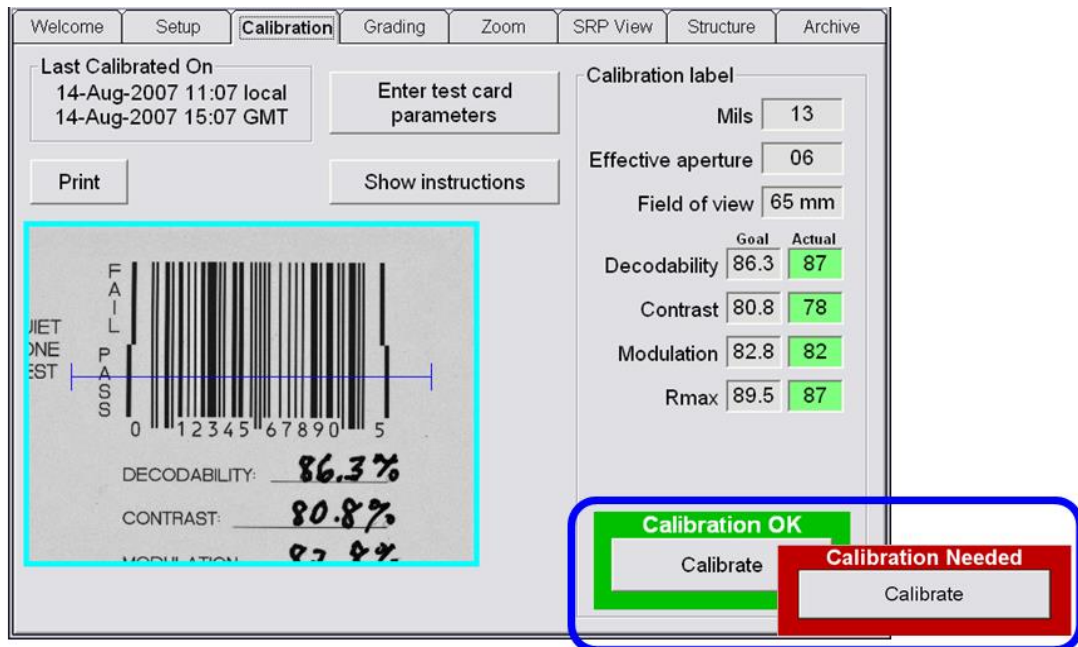 Welcome Setup Calibration Grading Zoom SRP View Structure Archive
Last Calibrated On
14-Aug-2007 11:07 local
14-Aug-2007 15:07 GMT
Enter test card
parameters
Print
Show instructions
Calibration label
Mils 13
Effective aperture 06
Field of view 65 mm
Goal Actual
Decodability 86.3 87
Contrast 80.8 78
Modulation 82.8 82
Rmax 89.5 87
FAIL
PASS
0 12345 67890 5
DECODABILITY: 86.3%
CONTRAST: 80.8%
Calibration OK
Calibrate
Calibration Needed
Calibrate